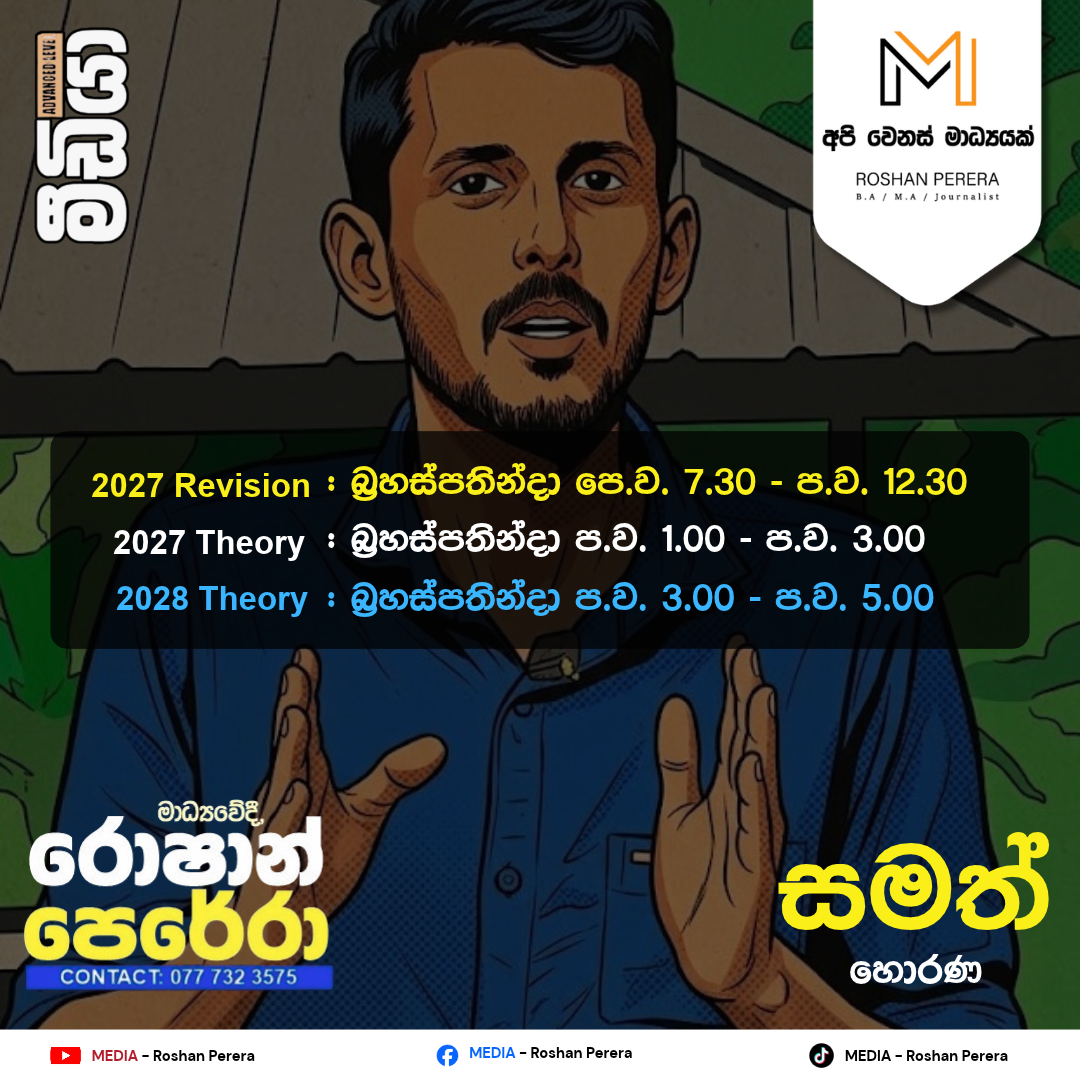 මීඩියා
ADVANCED LEVEL
අපි වෙනස් මාධ්‍යයක්
ROSHAN PERERA
B.A / M.A / Journalist
2027 Revision : බ්‍රහස්පතින්දා පෙ.ව. 7.30 - ප.ව. 12.30
2027 Theory : බ්‍රහස්පතින්දා ප.ව. 1.00 - ප.ව. 3.00
2028 Theory : බ්‍රහස්පතින්දා ප.ව. 3.00 - ප.ව. 5.00
මාධ්‍යවේදී,
රොෂාන්
පෙරේරා
CONTACT: 077 732 3575
සමත්
හොරණ
MEDIA - Roshan Perera
MEDIA - Roshan Perera
MEDIA - Roshan Perera